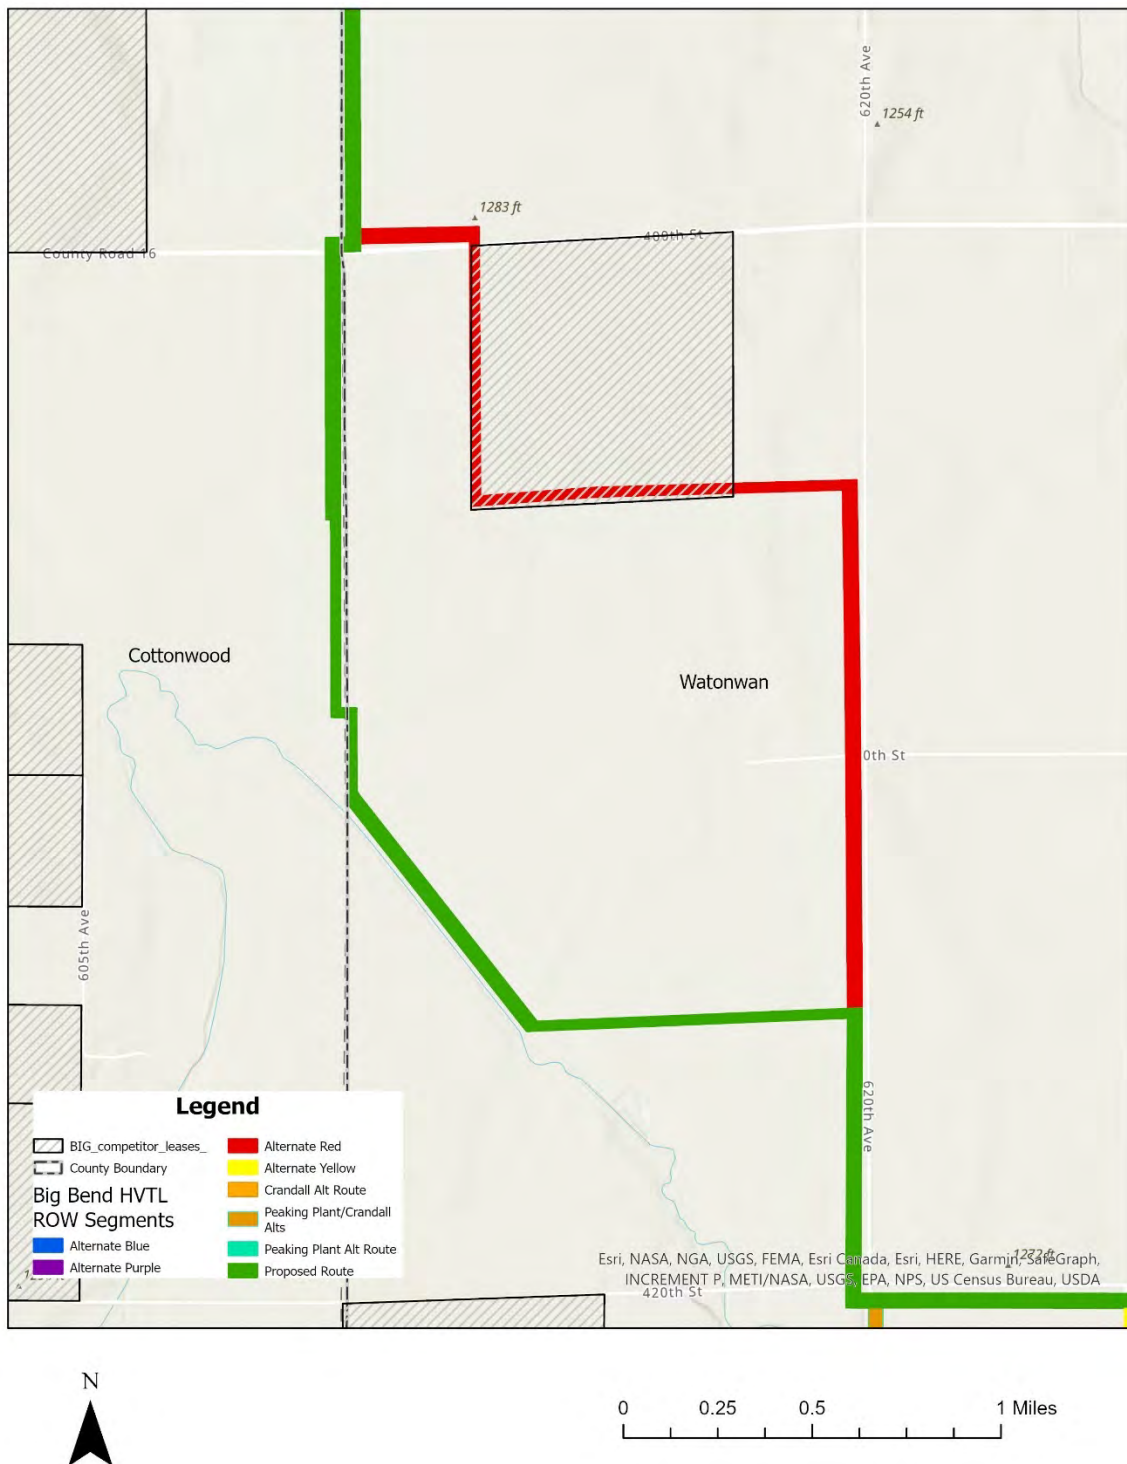 620th Ave
1254 ft
1283 ft
480th St
County Road 16
Cottonwood
Watonwan
0th St
605th Ave
620th Ave
Legend
BIG_competitor_leases_
County Boundary
Big Bend HVTL
ROW Segments
Alternate Blue
Alternate Purple
Alternate Red
Alternate Yellow
Crandall Alt Route
Peaking Plant/Crandall
Alts
Peaking Plant Alt Route
Proposed Route
1272 ft
Esri, NASA, NGA, USGS, FEMA, Esri Canada, Esri, HERE, Garmin, SafeGraph,
INCREMENT P, METI/NASA, USGS, EPA, NPS, US Census Bureau, USDA
420th St
N
0 0.25 0.5 1 Miles